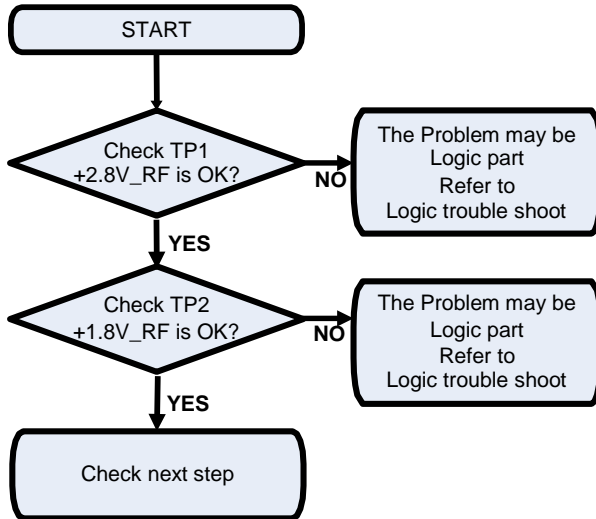 START
Check TP1
+2.8V_RF is OK?
NO
The Problem may be
Logic part
Refer to
Logic trouble shoot
YES
Check TP2
+1.8V_RF is OK?
NO
The Problem may be
Logic part
Refer to
Logic trouble shoot
YES
Check next step